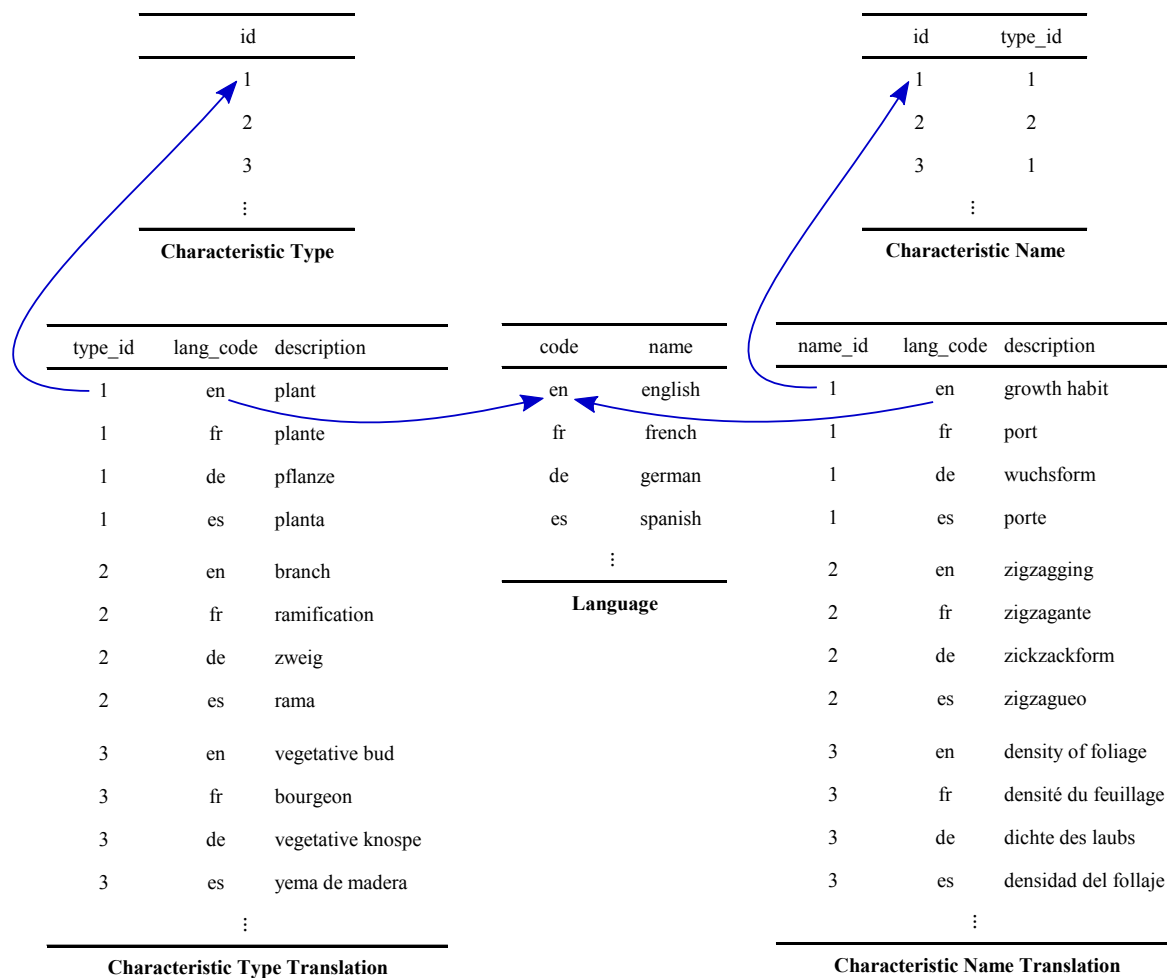 id
1
2
3
⋮
Characteristic Type
id type_id
1 1
2 2
3 1
⋮
Characteristic Name
type_id lang_code description
1 en plant
1 fr plante
1 de pflanze
1 es planta
2 en branch
2 fr ramification
2 de zweig
2 es rama
3 en vegetative bud
3 fr bourgeon
3 de vegetative knospe
3 es yema de madera
⋮
Characteristic Type Translation
code name
en english
fr french
de german
es spanish
⋮
Language
name_id lang_code description
1 en growth habit
1 fr port
1 de wuchsform
1 es porte
2 en zigzagging
2 fr zigzagante
2 de zickzackform
2 es zigzagueo
3 en density of foliage
3 fr densité du feuillage
3 de dichte des laubs
3 es densidad del follaje
⋮
Characteristic Name Translation